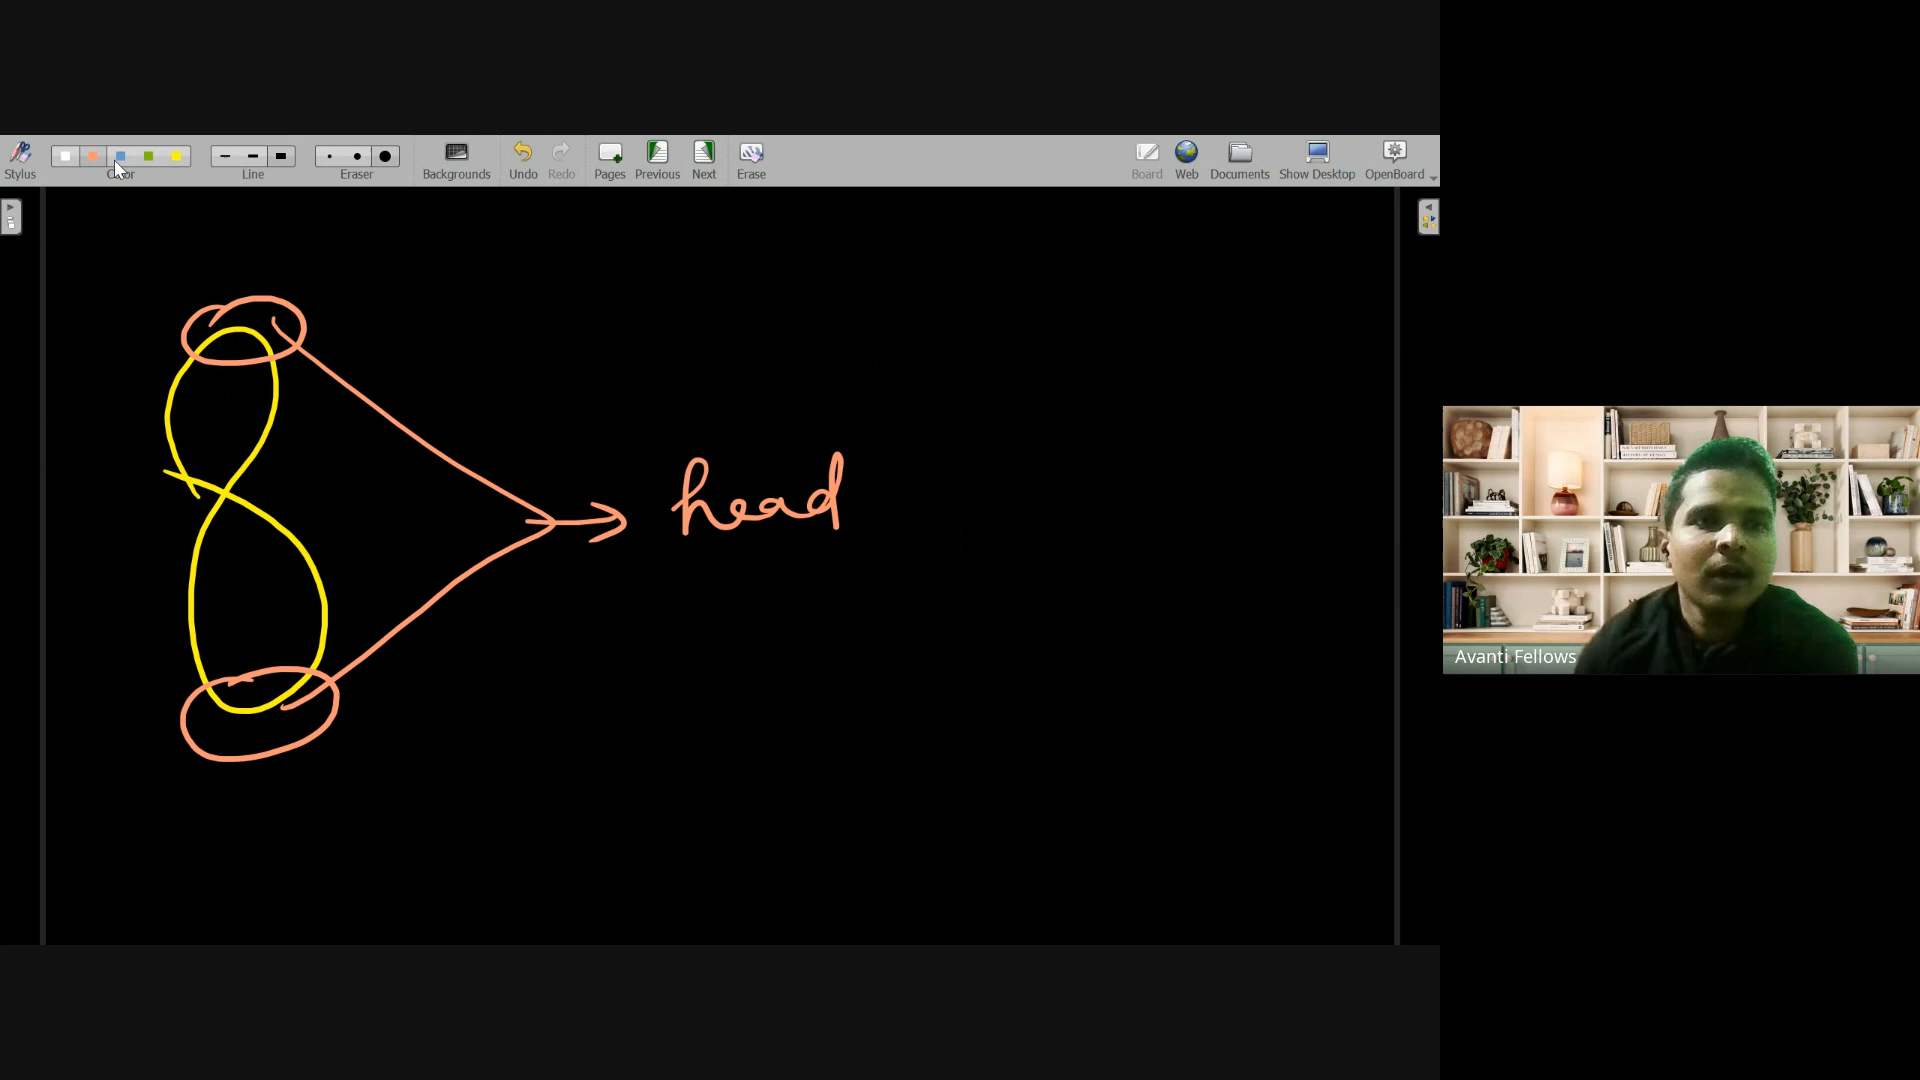 Stylus Color Line Eraser Backgrounds Undo Redo Pages Previous Next Erase Board Web Documents Show Desktop OpenBoard
head
Avanti Fellows